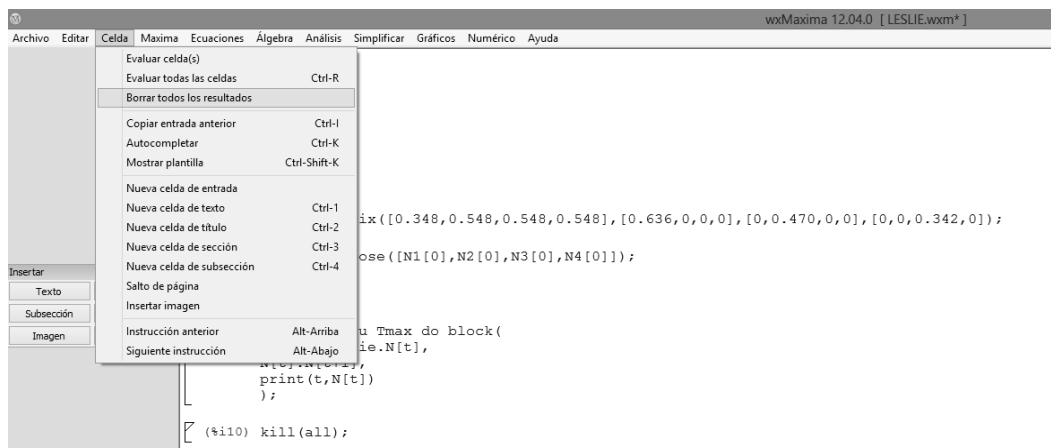 wxMaxima 12.04.0 [ LESLIE.wxm* ]
Archivo Editar Celda Maxima Ecuaciones Álgebra Análisis Simplificar Gráficos Numérico Ayuda
Evaluar celda(s)
Evaluar todas las celdas Ctrl-R
Borrar todos los resultados
Copiar entrada anterior Ctrl-I
Autocompletar Ctrl-K
Mostrar plantilla Ctrl-Shift-K
Nueva celda de entrada
Nueva celda de texto Ctrl-1
Nueva celda de título Ctrl-2
Nueva celda de sección Ctrl-3
Nueva celda de subsección Ctrl-4
Salto de página
Insertar imagen
Instrucción anterior Alt-Arriba
Siguiente instrucción Alt-Abajo
Insertar
Texto
Subsección
Imagen
ix([0.348,0.548,0.548,0.548],[0.636,0,0,0],[0,0.470,0,0],[0,0,0.342,0]);
ose([N1[0],N2[0],N3[0],N4[0]]);
u Tmax do block(
ie.N[t],
print(t,N[t])
);
(%i10) kill(all);